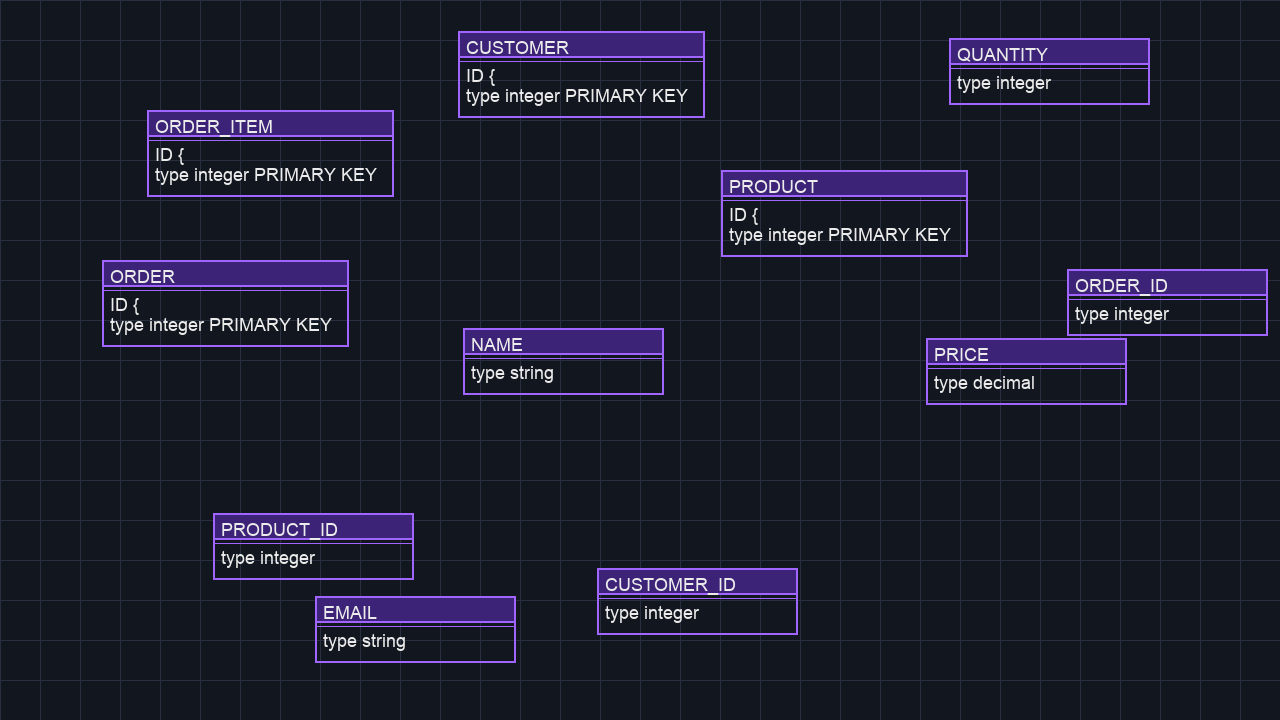 CUSTOMER
ID {
type integer PRIMARY KEY
QUANTITY
type integer
ORDER_ITEM
ID {
type integer PRIMARY KEY
PRODUCT
ID {
type integer PRIMARY KEY
ORDER
ID {
type integer PRIMARY KEY
ORDER_ID
type integer
NAME
type string
PRICE
type decimal
PRODUCT_ID
type integer
CUSTOMER_ID
type integer
EMAIL
type string